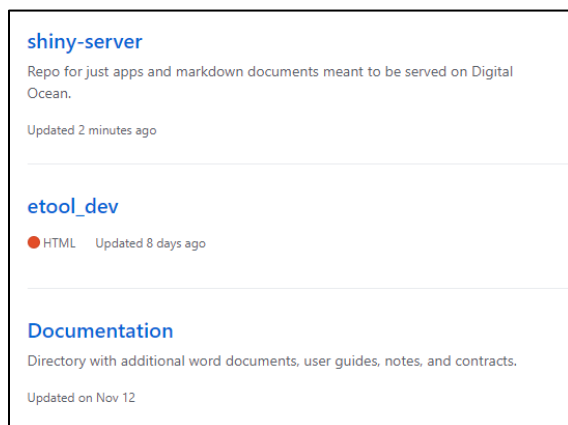 shiny-server
Repo for just apps and markdown documents meant to be served on Digital
Ocean.
Updated 2 minutes ago
etool_dev
HTML Updated 8 days ago
Documentation
Directory with additional word documents, user guides, notes, and contracts.
Updated on Nov 12